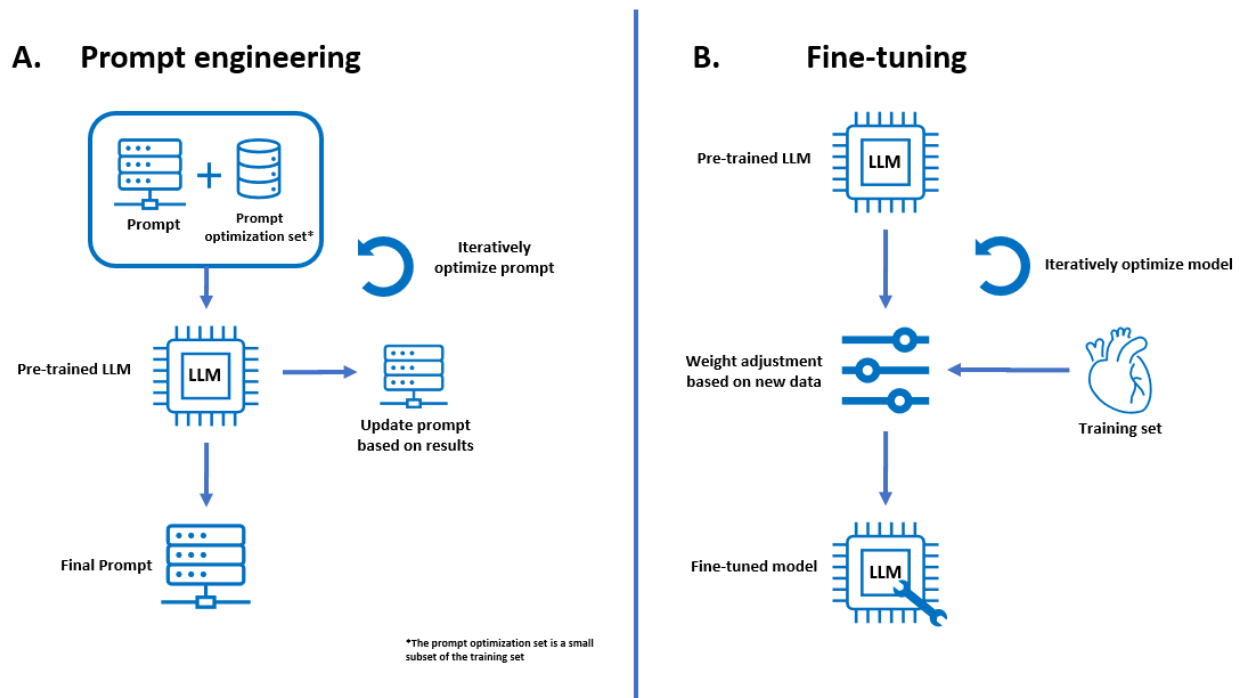 A. Prompt engineering
Prompt
Prompt
optimization set*
Iteratively
optimize prompt
Pre-trained LLM
LLM
Update prompt
based on results
Final Prompt
*The prompt optimization set is a small
subset of the training set
B. Fine-tuning
Pre-trained LLM
LLM
Iteratively optimize model
Weight adjustment
based on new data
Training set
Fine-tuned model
LLM